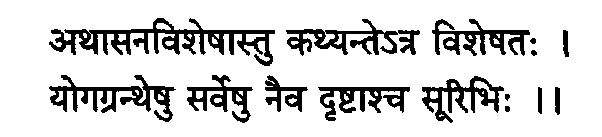 अथासनविशेषास्तु कथ्यन्तेऽत्र विशेषतः ।
योगग्रन्थेषु सर्वेषु नैव दृष्टाश्च सूरिभिः ।।